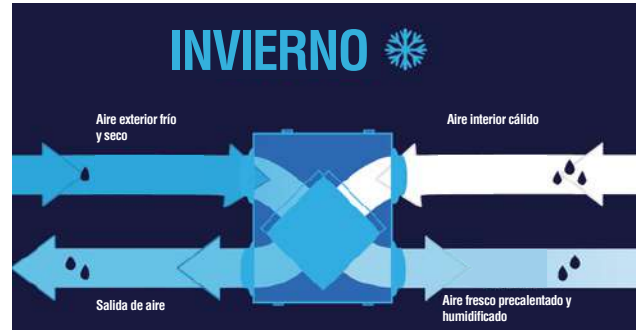 INVIERNO
Aire exterior frío
y seco
Aire interior cálido
Salida de aire
Aire fresco precalentado y
humidificado